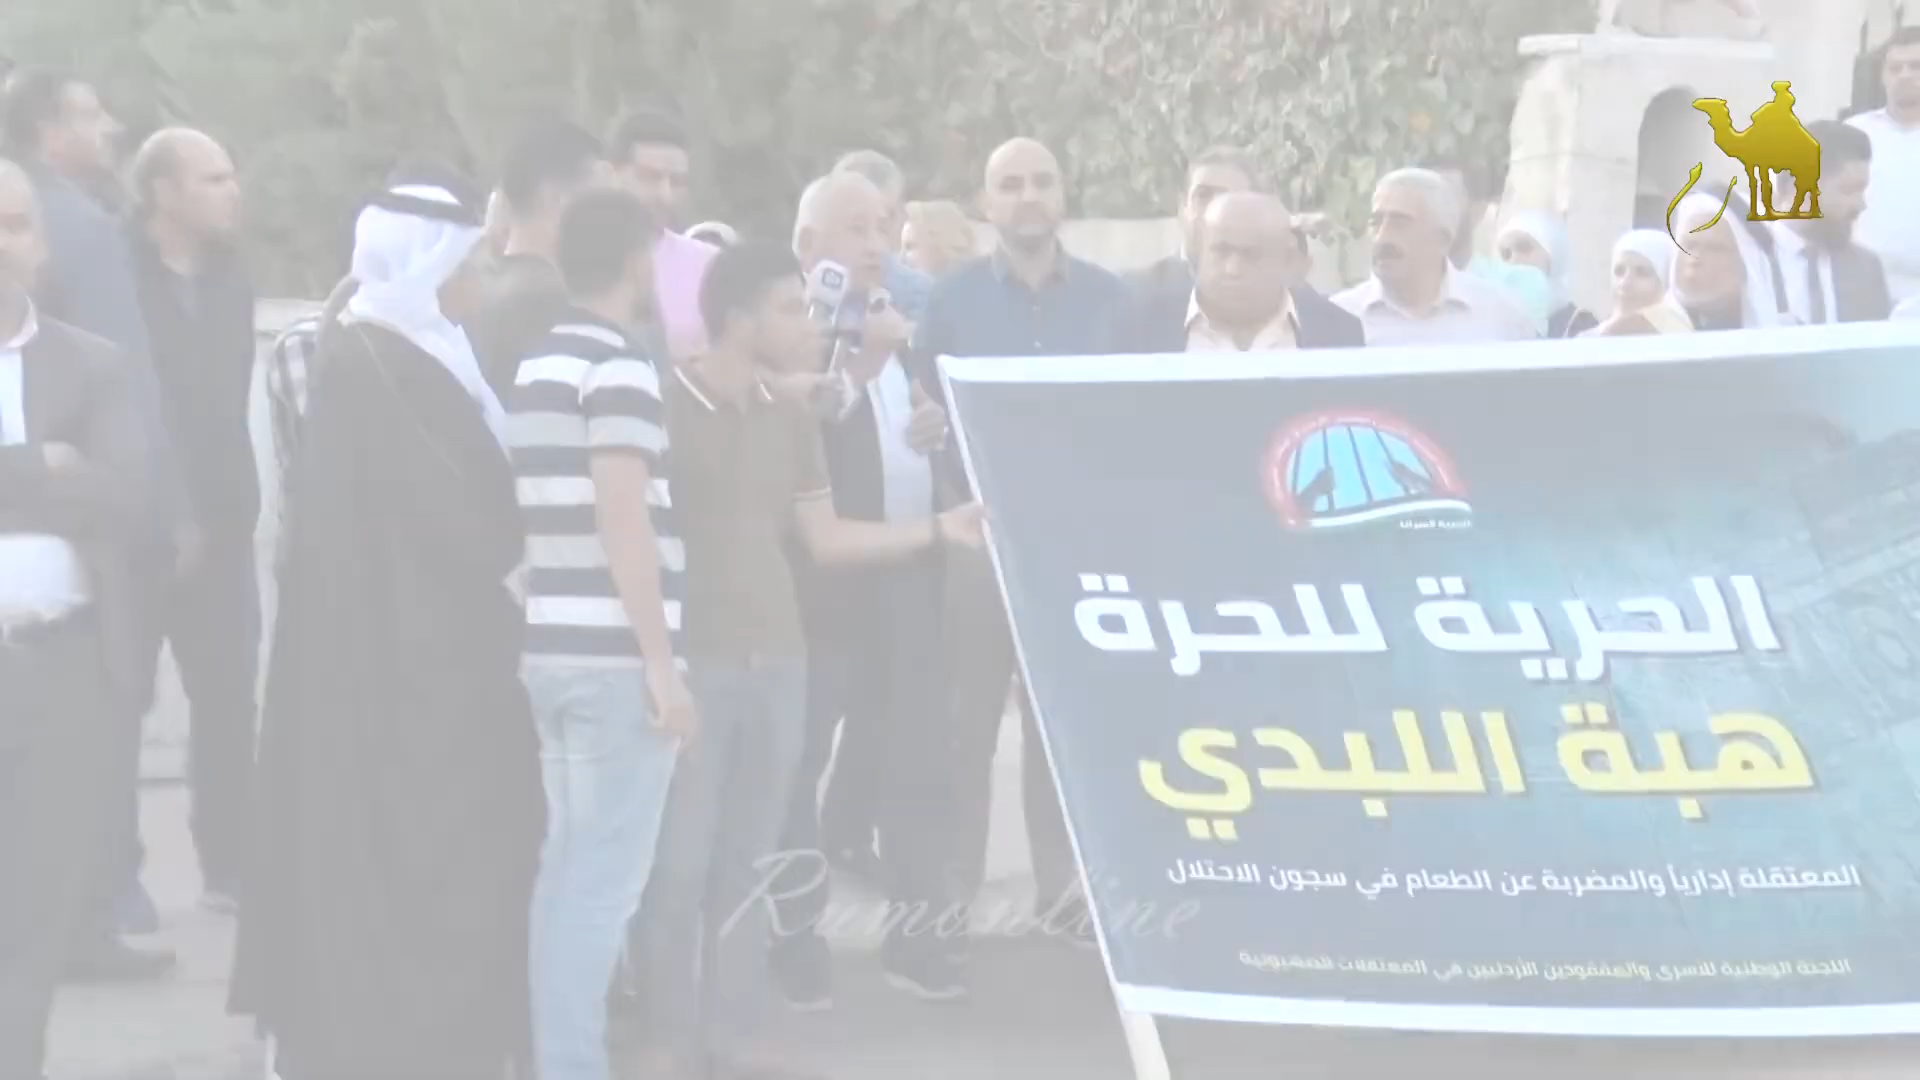 الحرية للحرة
هبة اللبدي
المعتقلة إدارياً والمضربة عن الطعام في سجون الاحتلال
اللجنة الوطنية للأسرى والمفقودين الأردنيين في المعتقلات الصهيونية
Rumonline